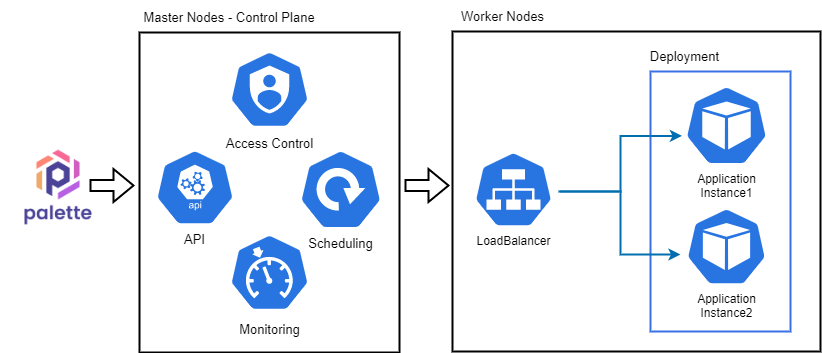 Master Nodes - Control Plane
Worker Nodes
Deployment
Access Control
palette
api
API
Scheduling
Monitoring
LoadBalancer
Application
Instance1
Application
Instance2